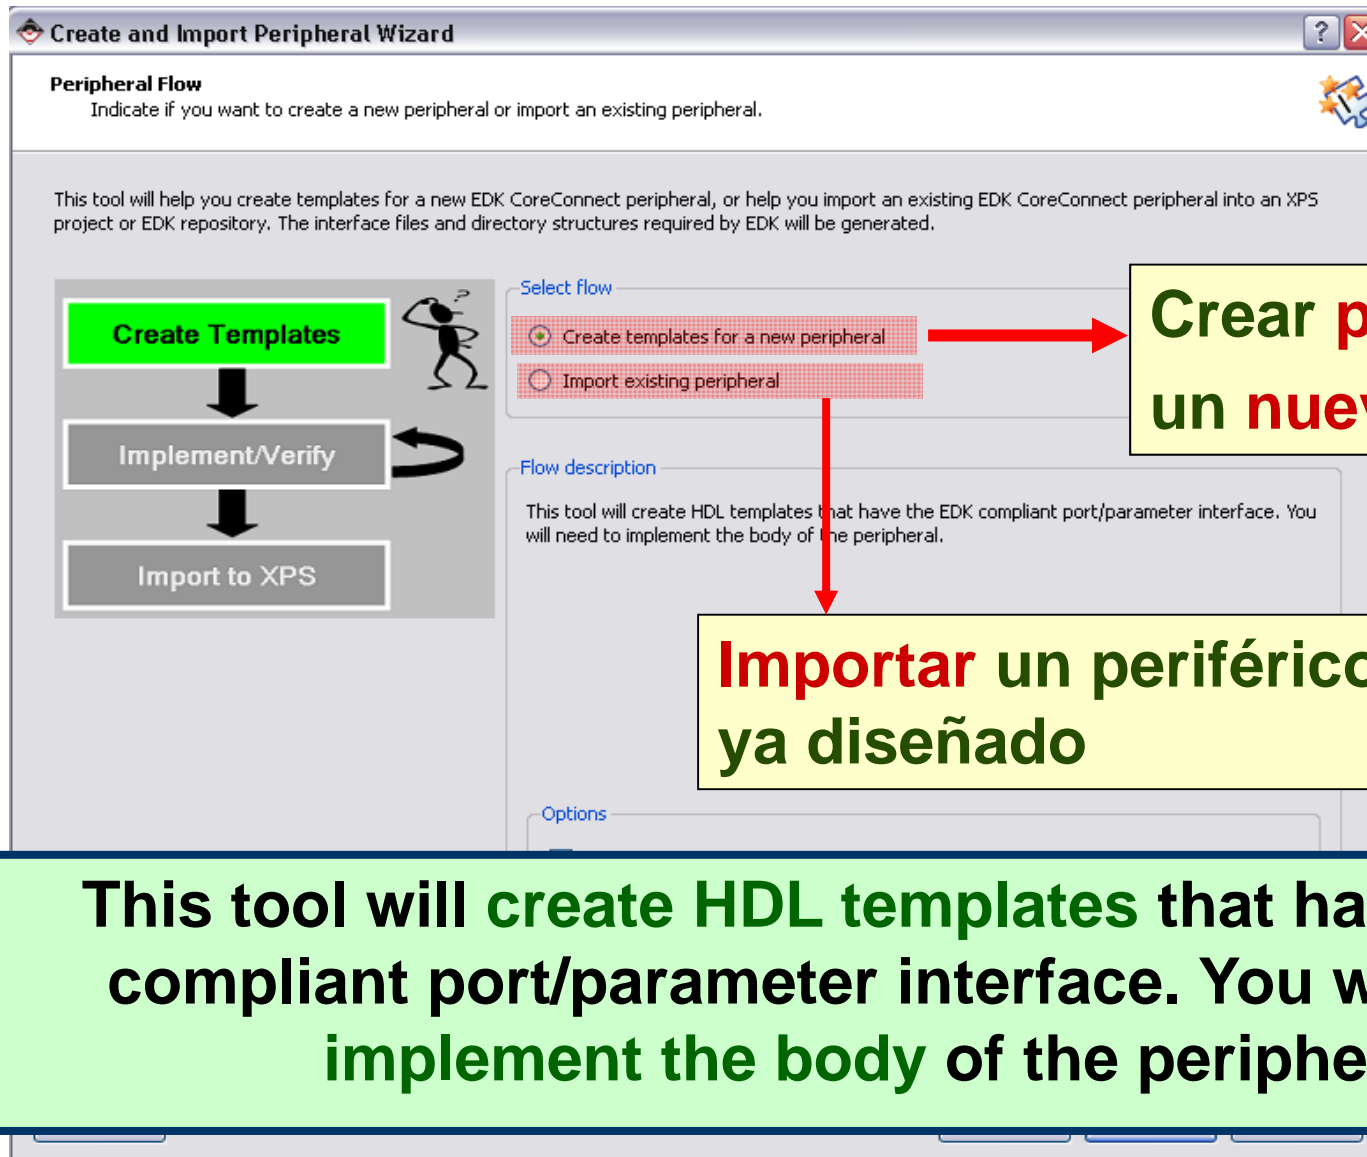 Create and Import Peripheral Wizard
Peripheral Flow
Indicate if you want to create a new peripheral or import an existing peripheral.
This tool will help you create templates for a new EDK CoreConnect peripheral, or help you import an existing EDK CoreConnect peripheral into an XPS
project or EDK repository. The interface files and directory structures required by EDK will be generated.
Create Templates
Implement/Verify
Import to XPS
Select flow
Create templates for a new peripheral
Import existing peripheral
Crear
un
Flow description
This tool will create HDL templates that have the EDK compliant port/parameter interface. You
will need to implement the body of the peripheral.
Importar un periférico
ya diseñado
Options
This tool will create HDL templates that
compliant port/parameter interface. You
implement the body of the